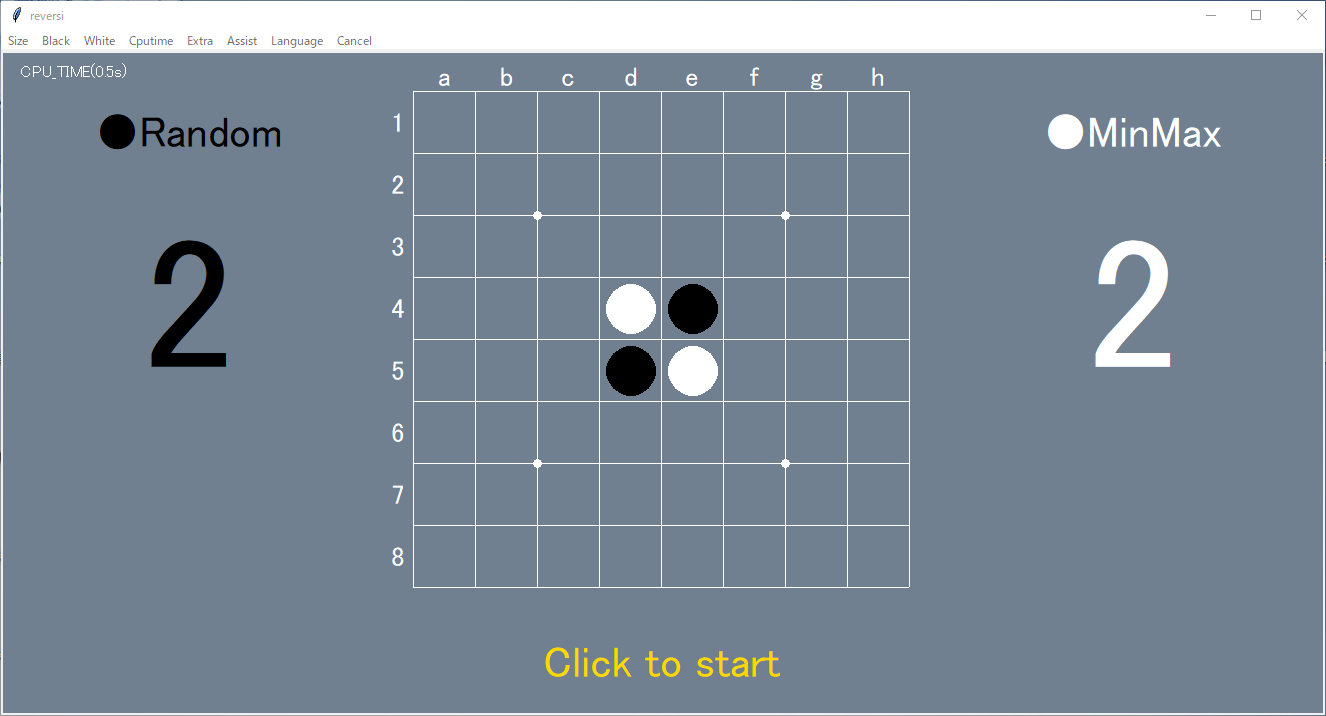 reversi
Size Black White Cputime Extra Assist Language Cancel
CPU_TIME(0.5s)
a b c d e f g h
●Random
○MinMax
2
2
1
2
3
4
5
6
7
8
Click to start